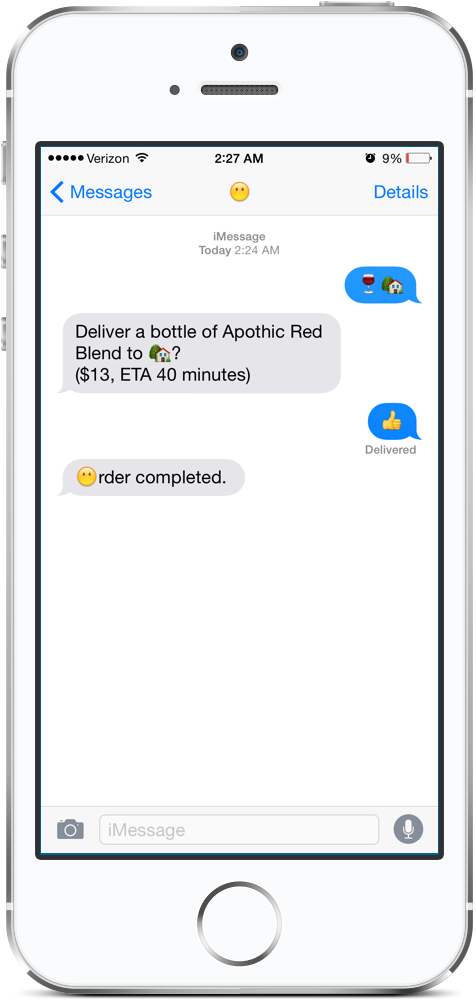 Verizon 2:27 AM 9%
Messages 😶 Details
iMessage
Today 2:24 AM
🍷🏡
Deliver a bottle of Apothic Red
Blend to 🏡?
($13, ETA 40 minutes)
👍
Delivered
😶rder completed.
iMessage